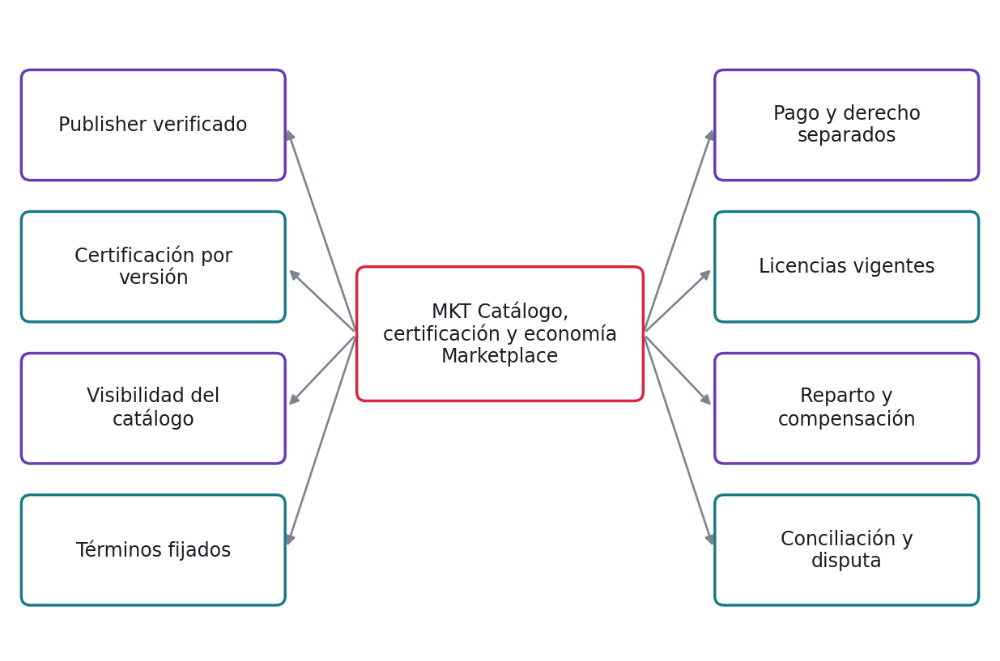 Publisher verificado
Certificación por
versión
Visibilidad del
catálogo
Términos fijados
MKT Catálogo,
certificación y economía
Marketplace
Pago y derecho
separados
Licencias vigentes
Reparto y
compensación
Conciliación y
disputa